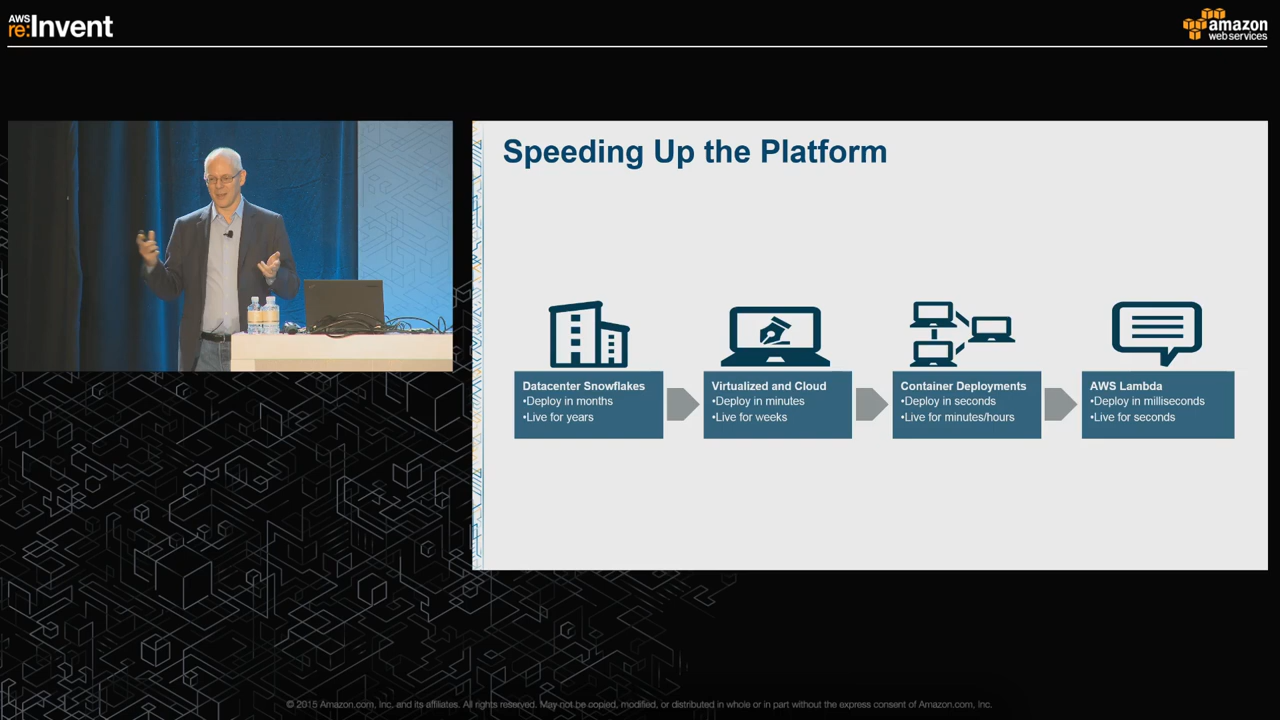 AWS
re:Invent
amazon
web services
Speeding Up the Platform
Datacenter Snowflakes
•Deploy in months
•Live for years
Virtualized and Cloud
•Deploy in minutes
•Live for weeks
Container Deployments
•Deploy in seconds
•Live for minutes/hours
AWS Lambda
•Deploy in milliseconds
•Live for seconds
© 2015 Amazon.com, Inc. and its affiliates. All rights reserved. May not be copied, modified, or distributed in whole or in part without the express consent of Amazon.com, Inc.